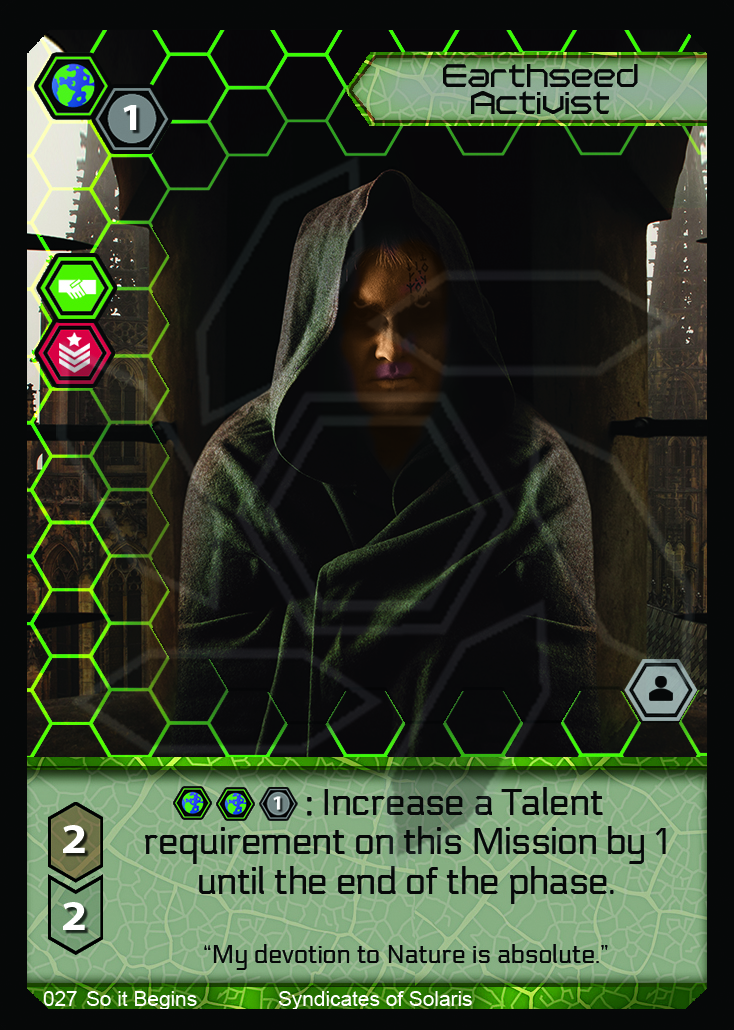 Earthseed
Activist
1
1 : Increase a Talent
requirement on this Mission by 1
until the end of the phase.
2
2
“My devotion to Nature is absolute.”
027 So it Begins Syndicates of Solaris